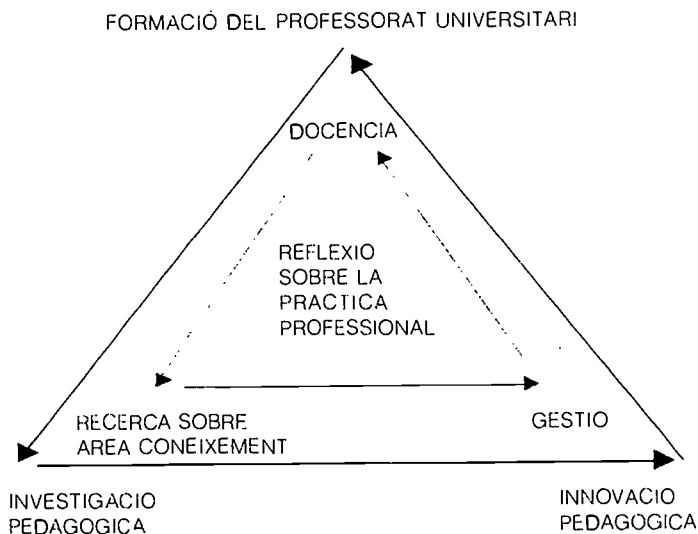 FORMACIÓ DEL PROFESSORAT UNIVERSITARI
DOCENCIA
REFLEXIO
SOBRE LA
PRACTICA
PROFESSIONAL
RECERCA SOBRE
AREA CONEIXEMENT
GESTIO
INVESTIGACIO
PEDAGOGICA
INNOVACIO
PEDAGOGICA